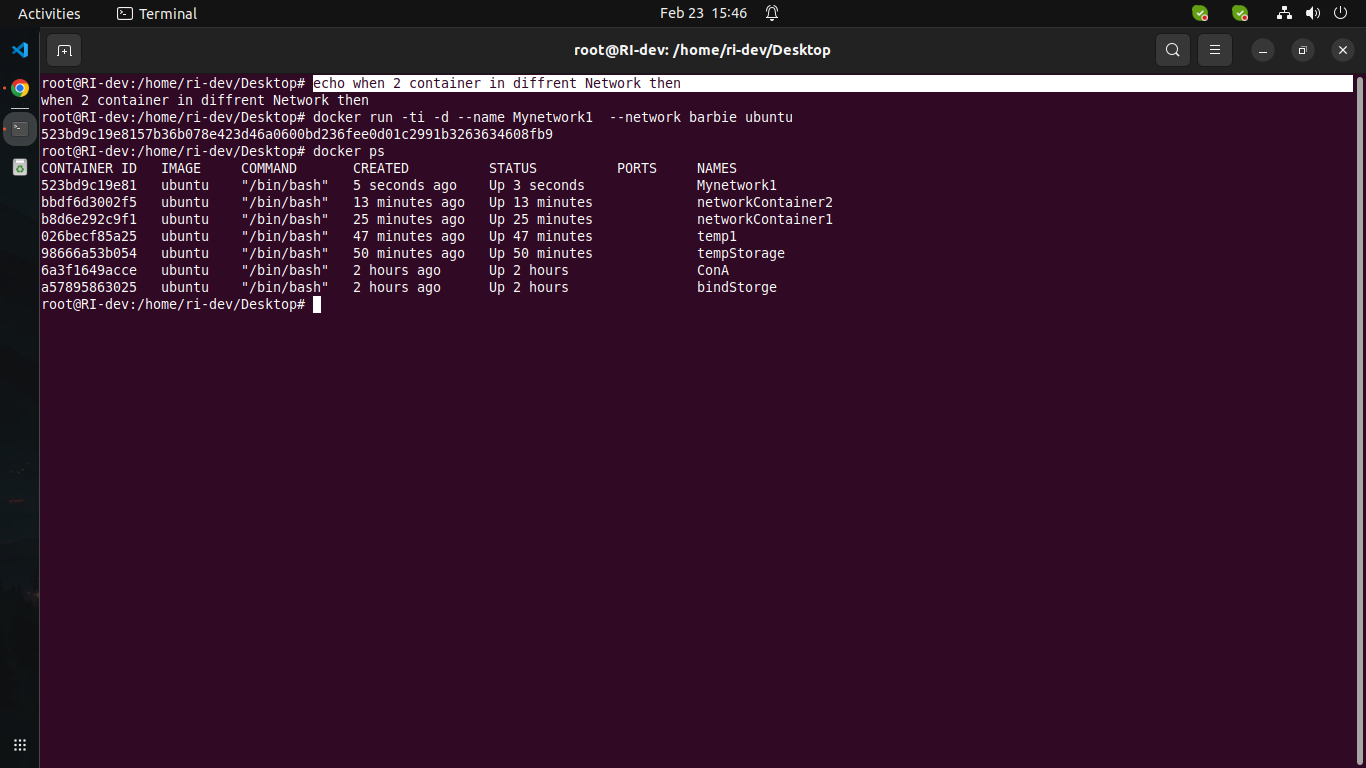 Activities Terminal Feb 23 15:46
root@RI-dev: /home/ri-dev/Desktop
root@RI-dev:/home/ri-dev/Desktop# echo when 2 container in diffrent Network then
when 2 container in diffrent Network then
root@RI-dev:/home/ri-dev/Desktop# docker run -ti -d --name Mynetwork1  --network barbie ubuntu
523bd9c19e8157b36b078e423d46a0600bd236fee0d01c2991b3263634608fb9
root@RI-dev:/home/ri-dev/Desktop# docker ps
CONTAINER ID   IMAGE     COMMAND       CREATED          STATUS          PORTS     NAMES
523bd9c19e81   ubuntu    "/bin/bash"   5 seconds ago    Up 3 seconds              Mynetwork1
bbdf6d3002f5   ubuntu    "/bin/bash"   13 minutes ago   Up 13 minutes             networkContainer2
b8d6e292c9f1   ubuntu    "/bin/bash"   25 minutes ago   Up 25 minutes             networkContainer1
026becf85a25   ubuntu    "/bin/bash"   47 minutes ago   Up 47 minutes             temp1
98666a53b054   ubuntu    "/bin/bash"   50 minutes ago   Up 50 minutes             tempStorage
6a3f1649acce   ubuntu    "/bin/bash"   2 hours ago      Up 2 hours                ConA
a57895863025   ubuntu    "/bin/bash"   2 hours ago      Up 2 hours                bindStorge
root@RI-dev:/home/ri-dev/Desktop#